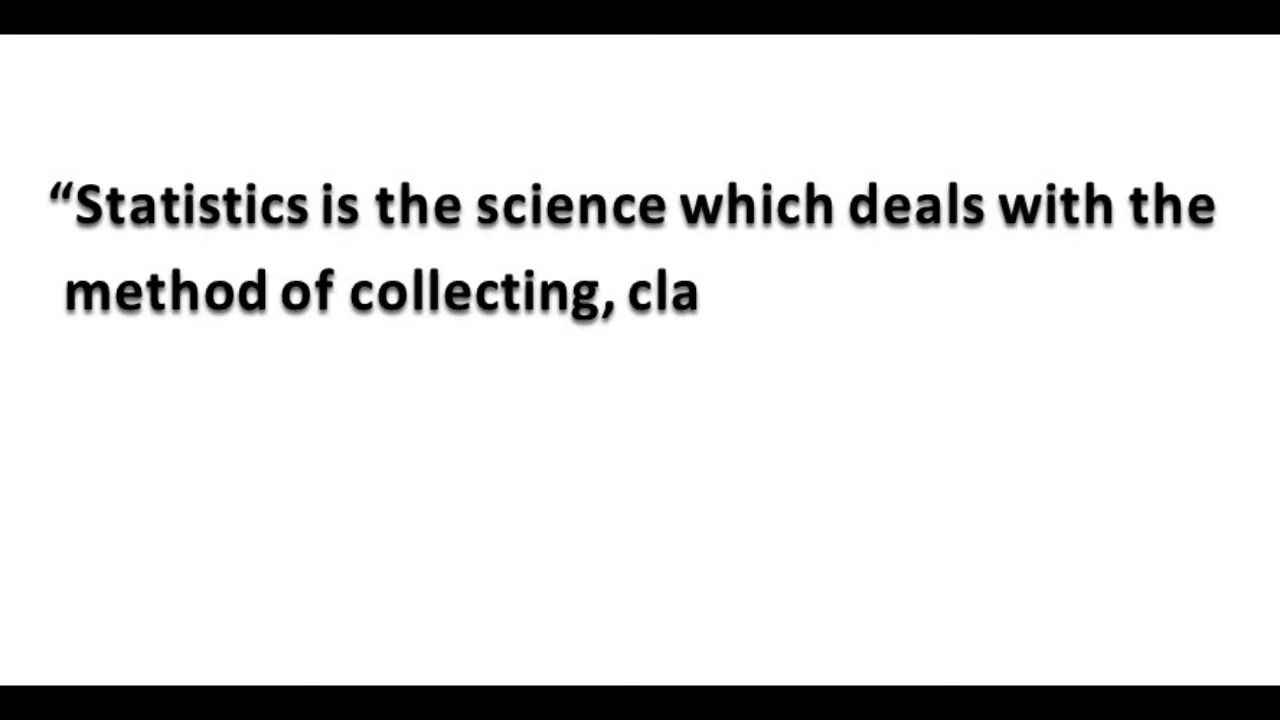 “Statistics is the science which deals with the
method of collecting, cla